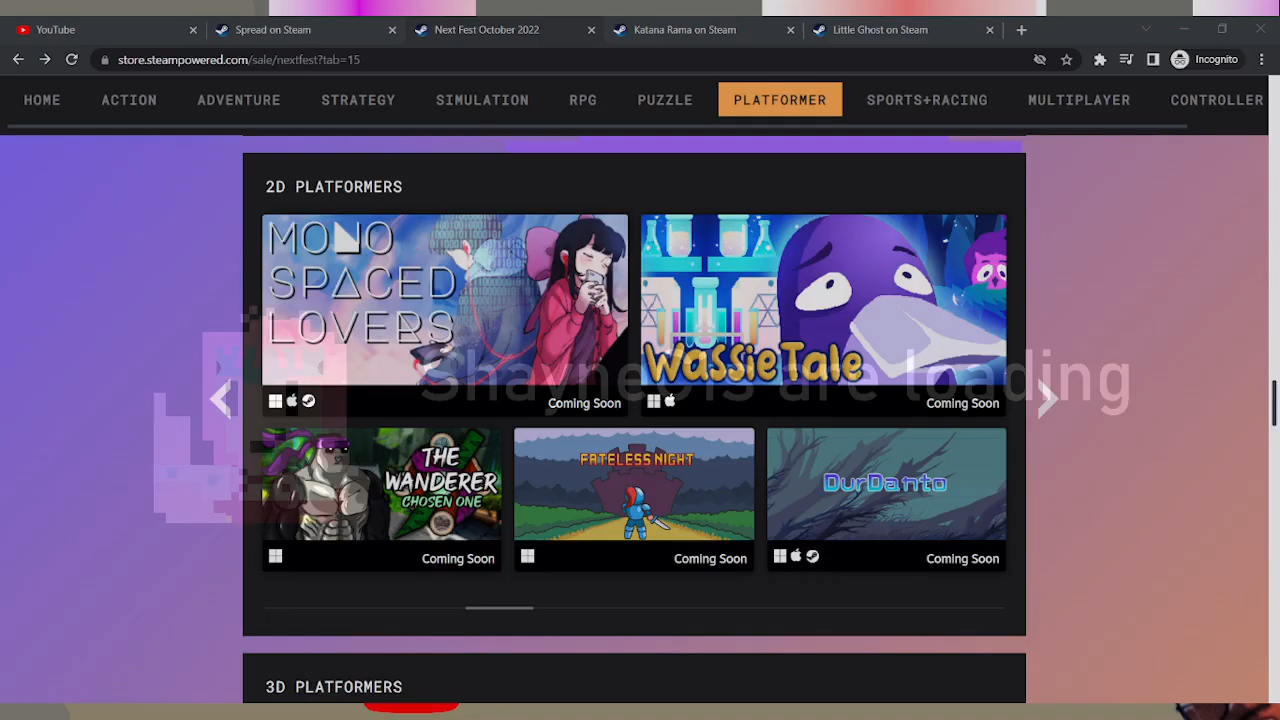 YouTube
Spread on Steam
Next Fest October 2022
Katana Rama on Steam
Little Ghost on Steam
store.steampowered.com/sale/nextfest?tab=15
Incognito
HOME
ACTION
ADVENTURE
STRATEGY
SIMULATION
RPG
PUZZLE
PLATFORMER
SPORTS+RACING
MULTIPLAYER
CONTROLLER
2D PLATFORMERS
MONO
SPACED
LOVERS
WassieTale
are loading
Coming Soon
Coming Soon
THE
WANDERER
CHOSEN ONE
FATELESS NIGHT
DurDanto
Coming Soon
Coming Soon
Coming Soon
3D PLATFORMERS